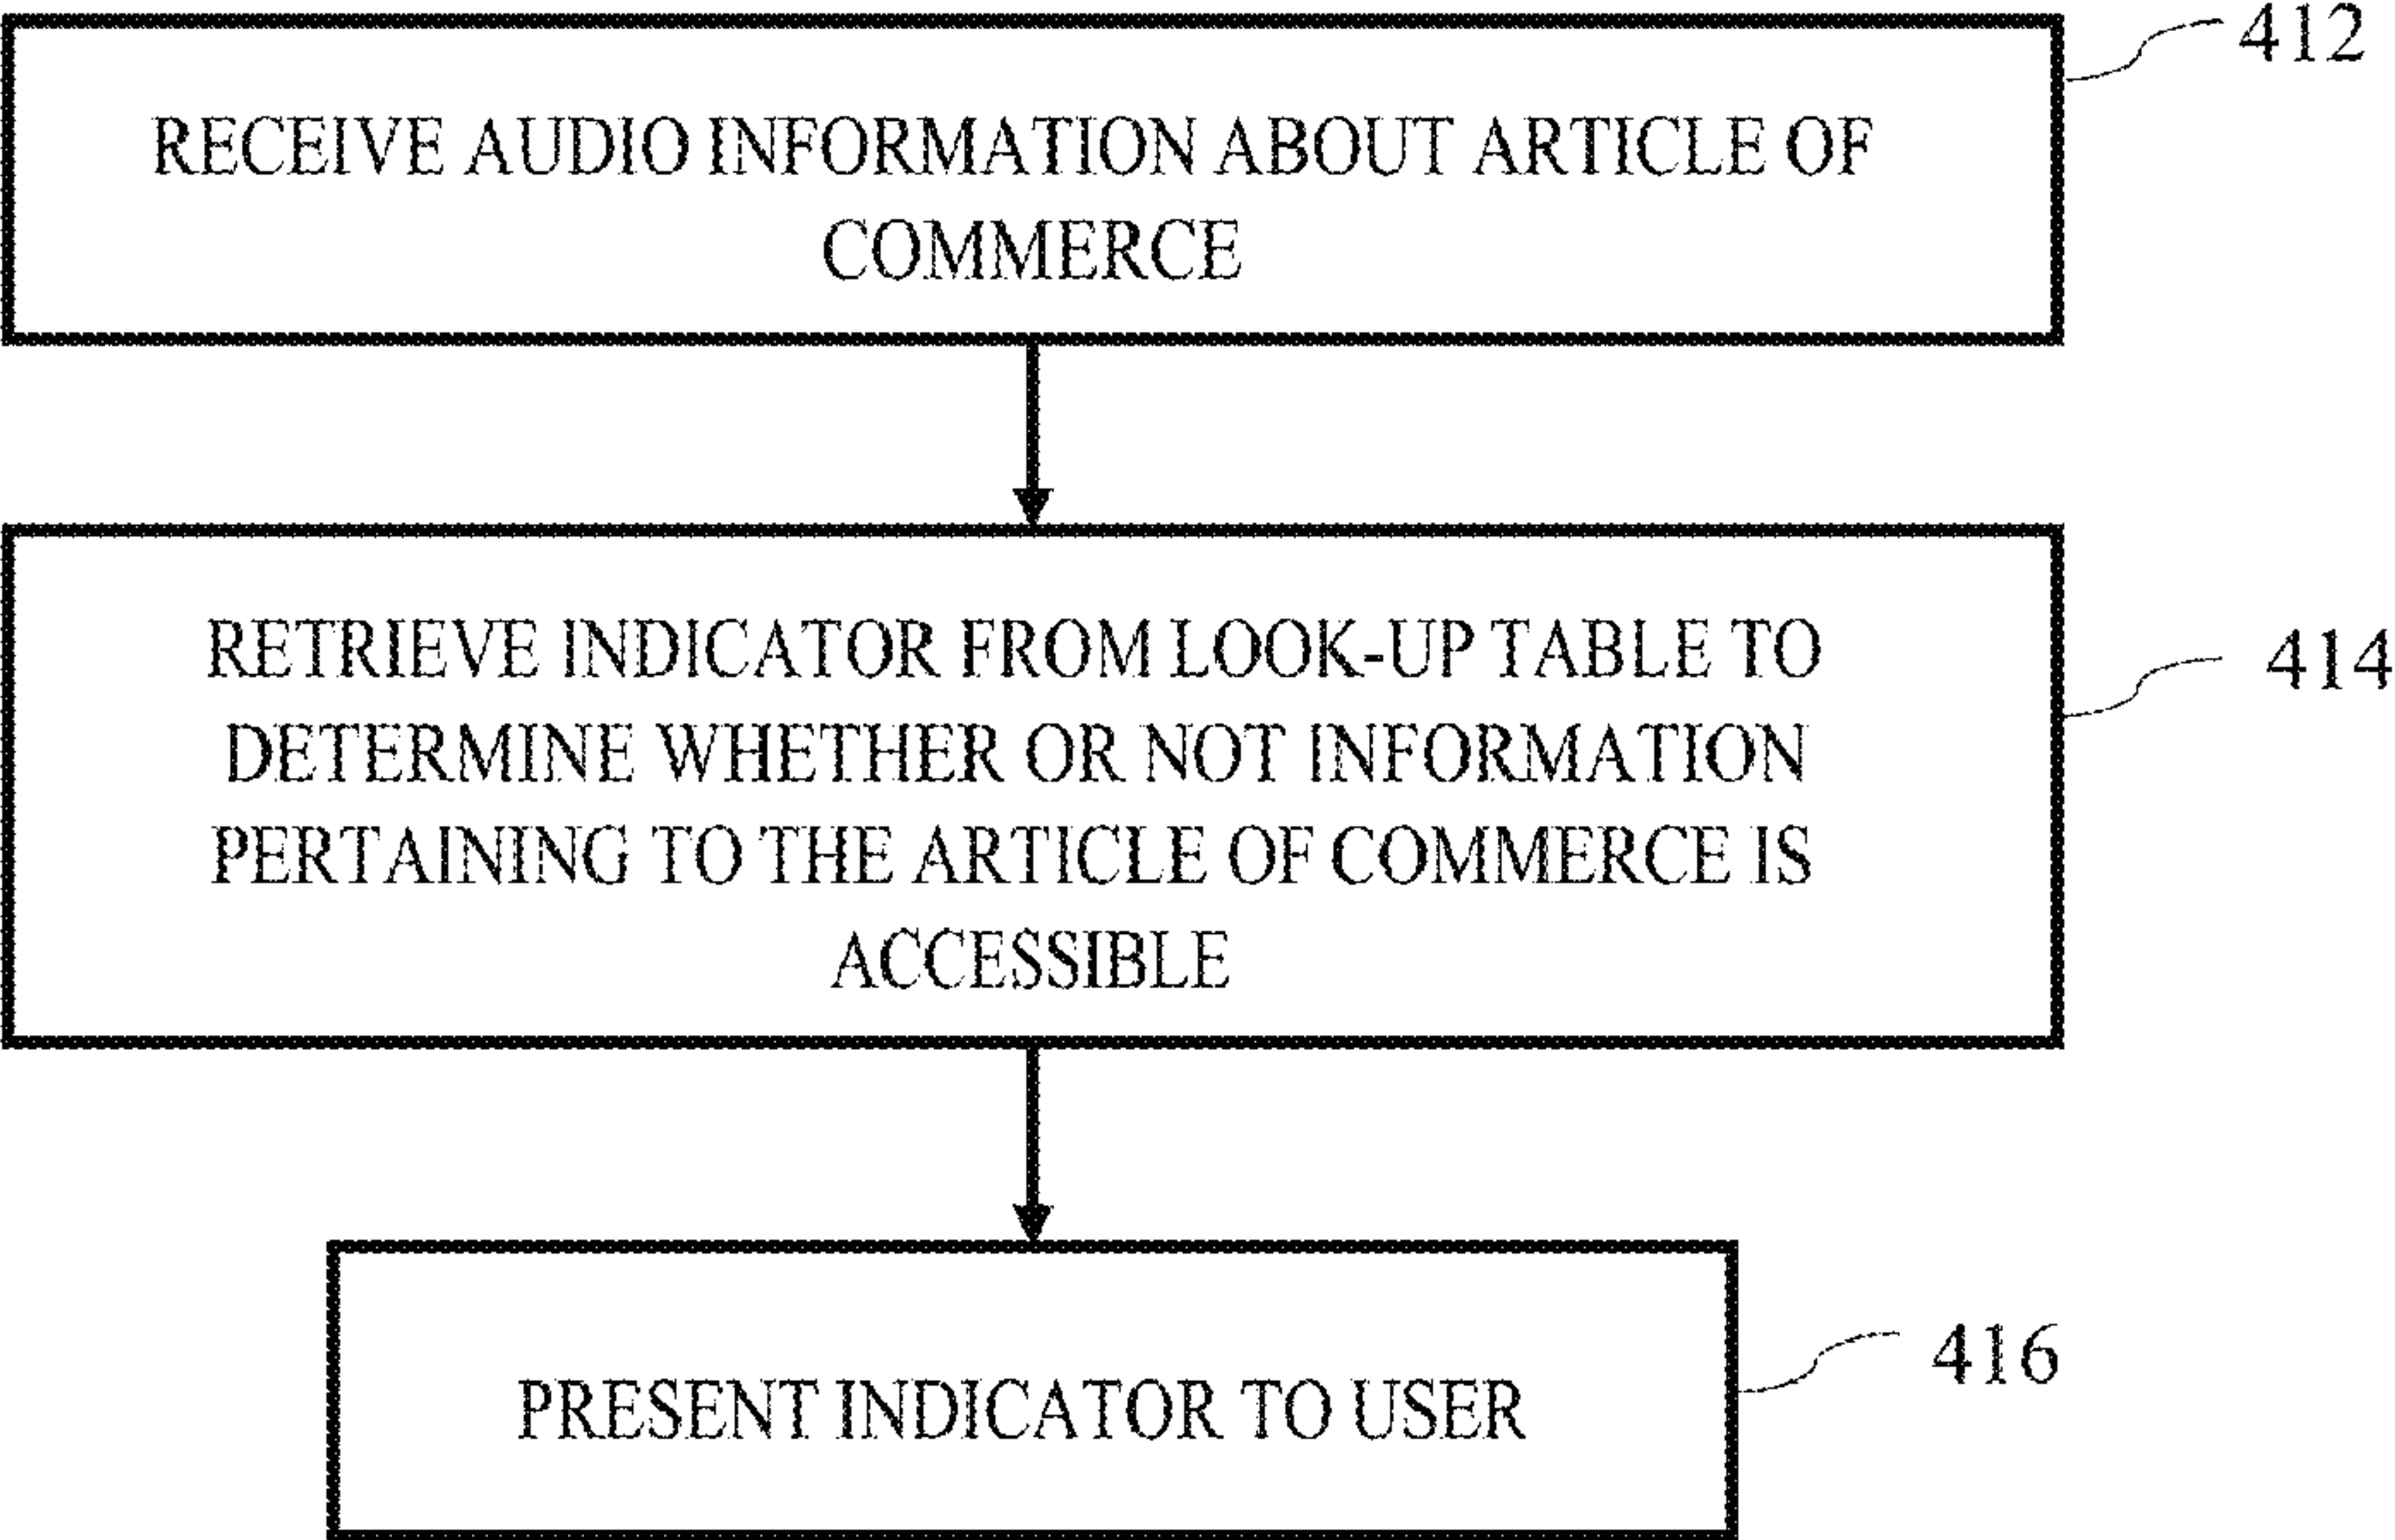 412
RECEIVE AUDIO INFORMATION ABOUT ARTICLE OF
COMMERCE
RETRIEVE INDICATOR FROM LOOK-UP TABLE TO
414
DETERMINE WHETHER OR NOT INFORMATION
PERTAINING TO THE ARTICLE OF COMMERCE IS
ACCESSIBLE
416
PRESENT INDICATOR TO USER